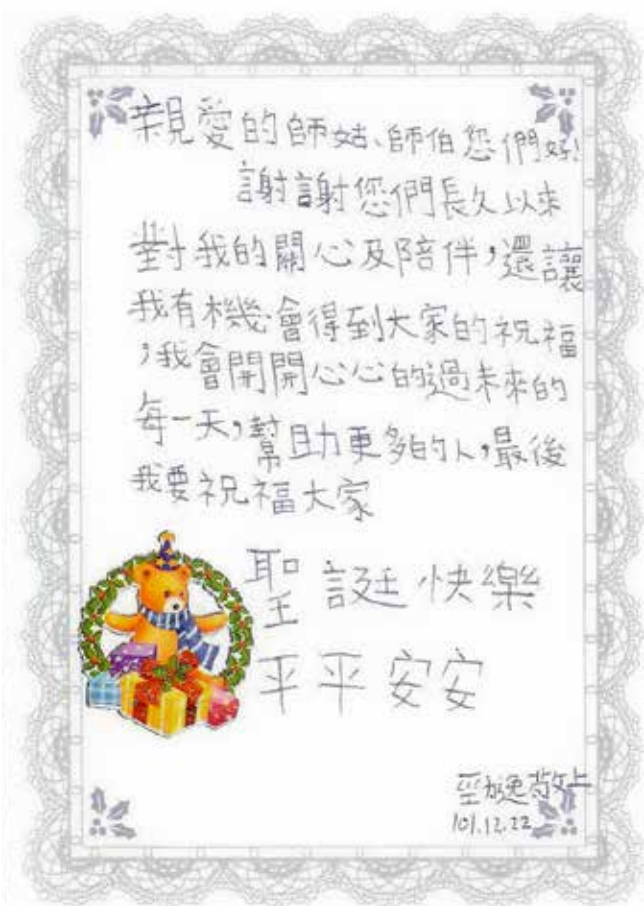 親愛的師姑、師伯您們好!
謝謝您們長久以來
對我的關心及陪伴,還讓
我有機會得到大家的祝福
,我會開開心心的過未來的
每一天,幫助更多的人,最後
我要祝福大家
聖誕快樂
平平安安
敬上
101.12.22